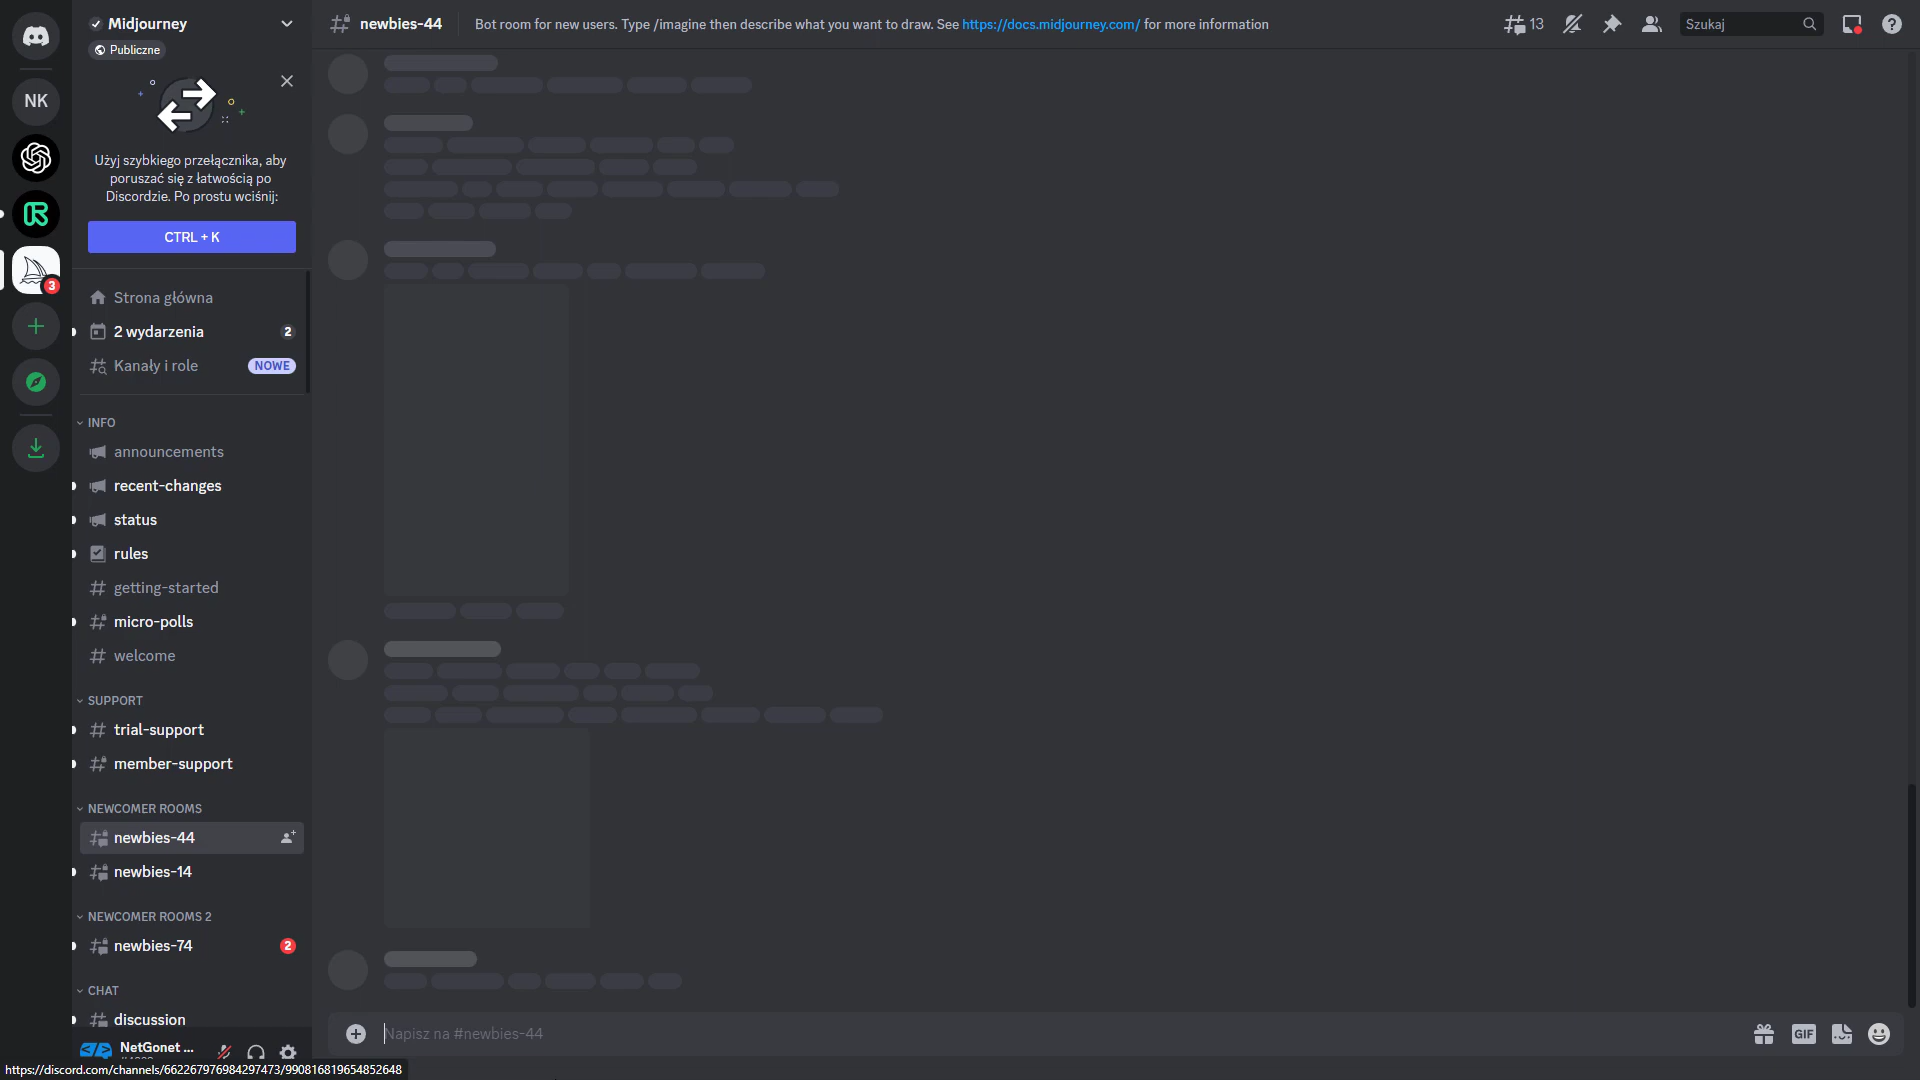 Midjourney
Publiczne
newbies-44
Bot room for new users. Type /imagine then describe what you want to draw. See https://docs.midjourney.com/ for more information
13
Szukaj
NK
3
Użyj szybkiego przełącznika, aby
poruszać się z łatwością po
Discordzie. Po prostu wciśnij:
CTRL + K
Strona główna
2 wydarzenia
2
Kanały i role
NOWE
INFO
announcements
recent-changes
status
rules
getting-started
micro-polls
welcome
SUPPORT
trial-support
member-support
NEWCOMER ROOMS
newbies-44
newbies-14
NEWCOMER ROOMS 2
newbies-74
2
CHAT
discussion
Napisz na #newbies-44
GIF
NetGonet ...
https://discord.com/channels/662267976984297473/990816819654852648